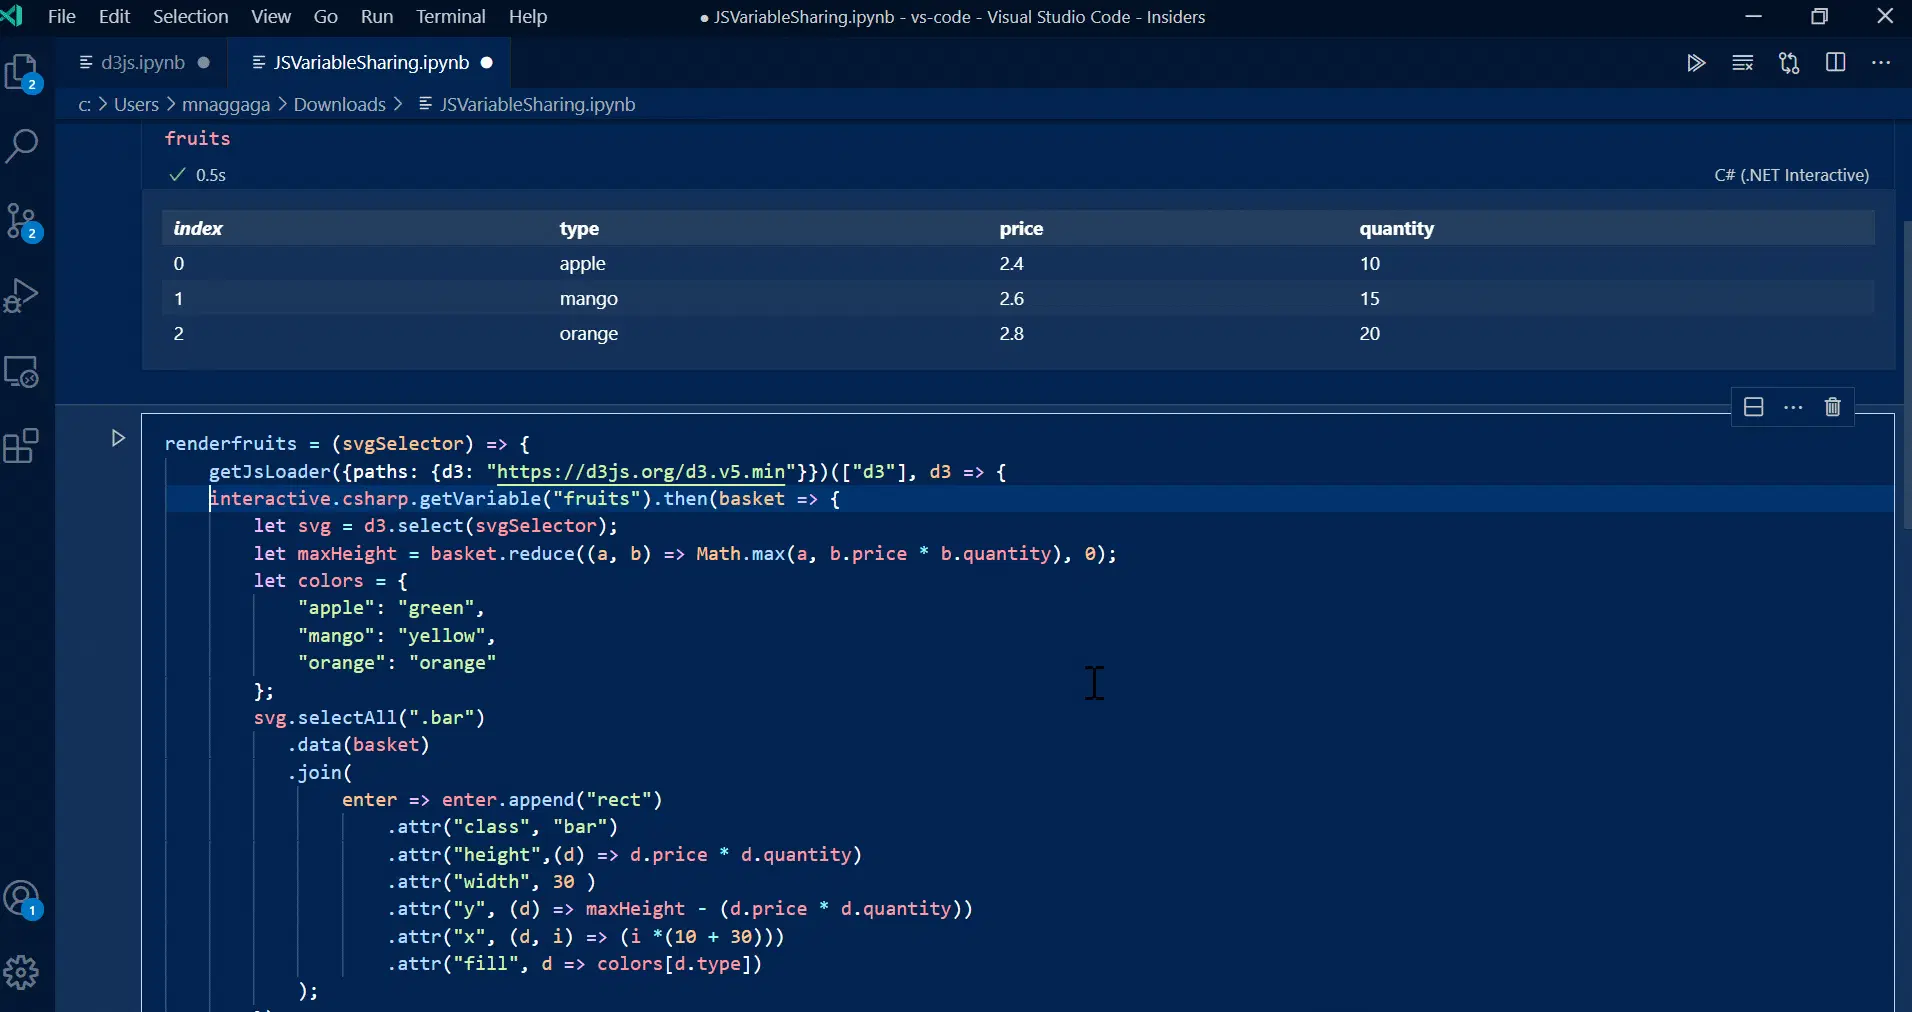 File Edit Selection View Go Run Terminal Help ● JSVariableSharing.ipynb - vs-code - Visual Studio Code - Insiders
d3js.ipynb ● JSVariableSharing.ipynb ●
c: > Users > mnaggaga > Downloads > JSVariableSharing.ipynb
2
2
1
fruits
✓ 0.5s C# (.NET Interactive)
index type price quantity
0 apple 2.4 10
1 mango 2.6 15
2 orange 2.8 20
renderfruits = (svgSelector) => {
getJsLoader({paths: {d3: "https://d3js.org/d3.v5.min"}})(["d3"], d3 => {
interactive.csharp.getVariable("fruits").then(basket => {
let svg = d3.select(svgSelector);
let maxHeight = basket.reduce((a, b) => Math.max(a, b.price * b.quantity), 0);
let colors = {
"apple": "green",
"mango": "yellow",
"orange": "orange"
};
svg.selectAll(".bar")
.data(basket)
.join(
enter => enter.append("rect")
.attr("class", "bar")
.attr("height",(d) => d.price * d.quantity)
.attr("width", 30 )
.attr("y", (d) => maxHeight - (d.price * d.quantity))
.attr("x", (d, i) => (i *(10 + 30)))
.attr("fill", d => colors[d.type])
);